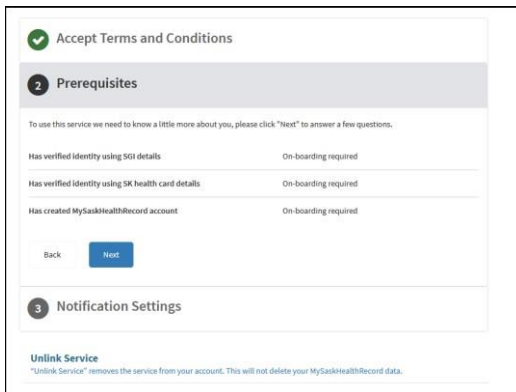 Accept Terms and Conditions
2 Prerequisites
To use this service we need to know a little more about you, please click "Next" to answer a few questions.
Has verified identity using SGI details On-boarding required
Has verified identity using SK health card details On-boarding required
Has created MySaskHealthRecord account On-boarding required
Back Next
3 Notification Settings
Unlink Service
"Unlink Service" removes the service from your account. This will not delete your MySaskHealthRecord data.